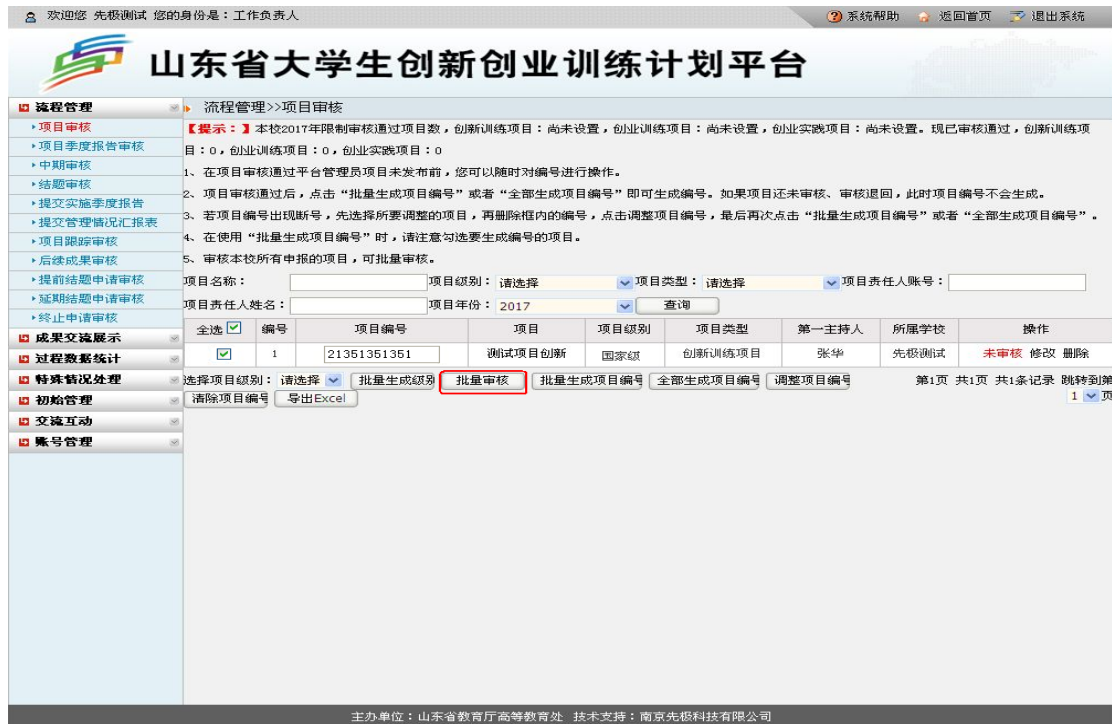 欢迎您 先极测试 您的身份是：工作负责人 系统帮助 返回首页 退出系统
山东省大学生创新创业训练计划平台
流程管理
项目审核
项目季度报告审核
中期审核
结题审核
提交实施季度报告
提交管理情况汇报表
项目跟踪审核
后续成果审核
提前结题申请审核
延期结题申请审核
终止申请审核
成果交流展示
过程数据统计
特殊情况处理
初始管理
交流互动
账号管理
流程管理>>项目审核
【提示：】本校2017年限制审核通过项目数，创新训练项目：尚未设置，创业训练项目：尚未设置，创业实践项目：尚未设置。现已审核通过，创新训练项
目：0，创业训练项目：0，创业实践项目：0
1、在项目审核通过平台管理员项目未发布前，您可以随时对编号进行操作。
2、项目审核通过后，点击“批量生成项目编号”或者“全部生成项目编号”即可生成编号。如果项目还未审核、审核退回，此时项目编号不会生成。
3、若项目编号出现断号，先选择所要调整的项目，再删除框内的编号，点击调整项目编号，最后再次点击“批量生成项目编号”或者“全部生成项目编号”。
4、在使用“批量生成项目编号”时，请注意勾选要生成编号的项目。
5、审核本校所有申报的项目，可批量审核。
项目名称： 项目级别： 请选择 项目类型： 请选择 项目责任人账号：
项目责任人姓名： 项目年份： 2017 查询
全选 编号 项目编号 项目 项目级别 项目类型 第一主持人 所属学校 操作
1 21351351351 测试项目创新 国家级 创新训练项目 张华 先极测试 未审核 修改 删除
选择项目级别： 请选择 批量生成级别 批量审核 批量生成项目编号 全部生成项目编号 调整项目编号 第1页 共1页 共1条记录 跳转到第
清除项目编号 导出Excel 1 页
主办单位：山东省教育厅高等教育处 技术支持：南京先极科技有限公司